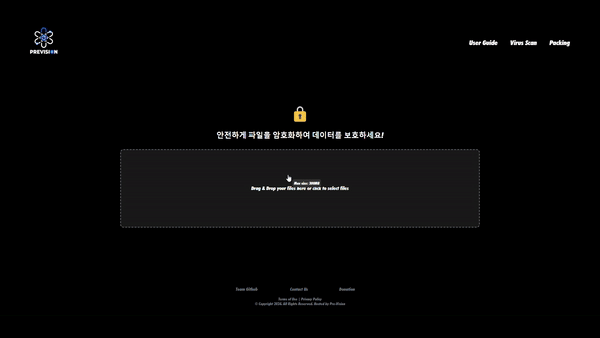 PREVISION
User Guide Virus Scan Packing
안전하게 파일을 암호화하여 데이터를 보호하세요!
Max size:
Drag & Drop your files here or click to select files
Team Github Contact Us Donation
Terms of Use | Privacy Policy
© Copyright 2024, All Rights Reserved, Hosted by Pre-Vision